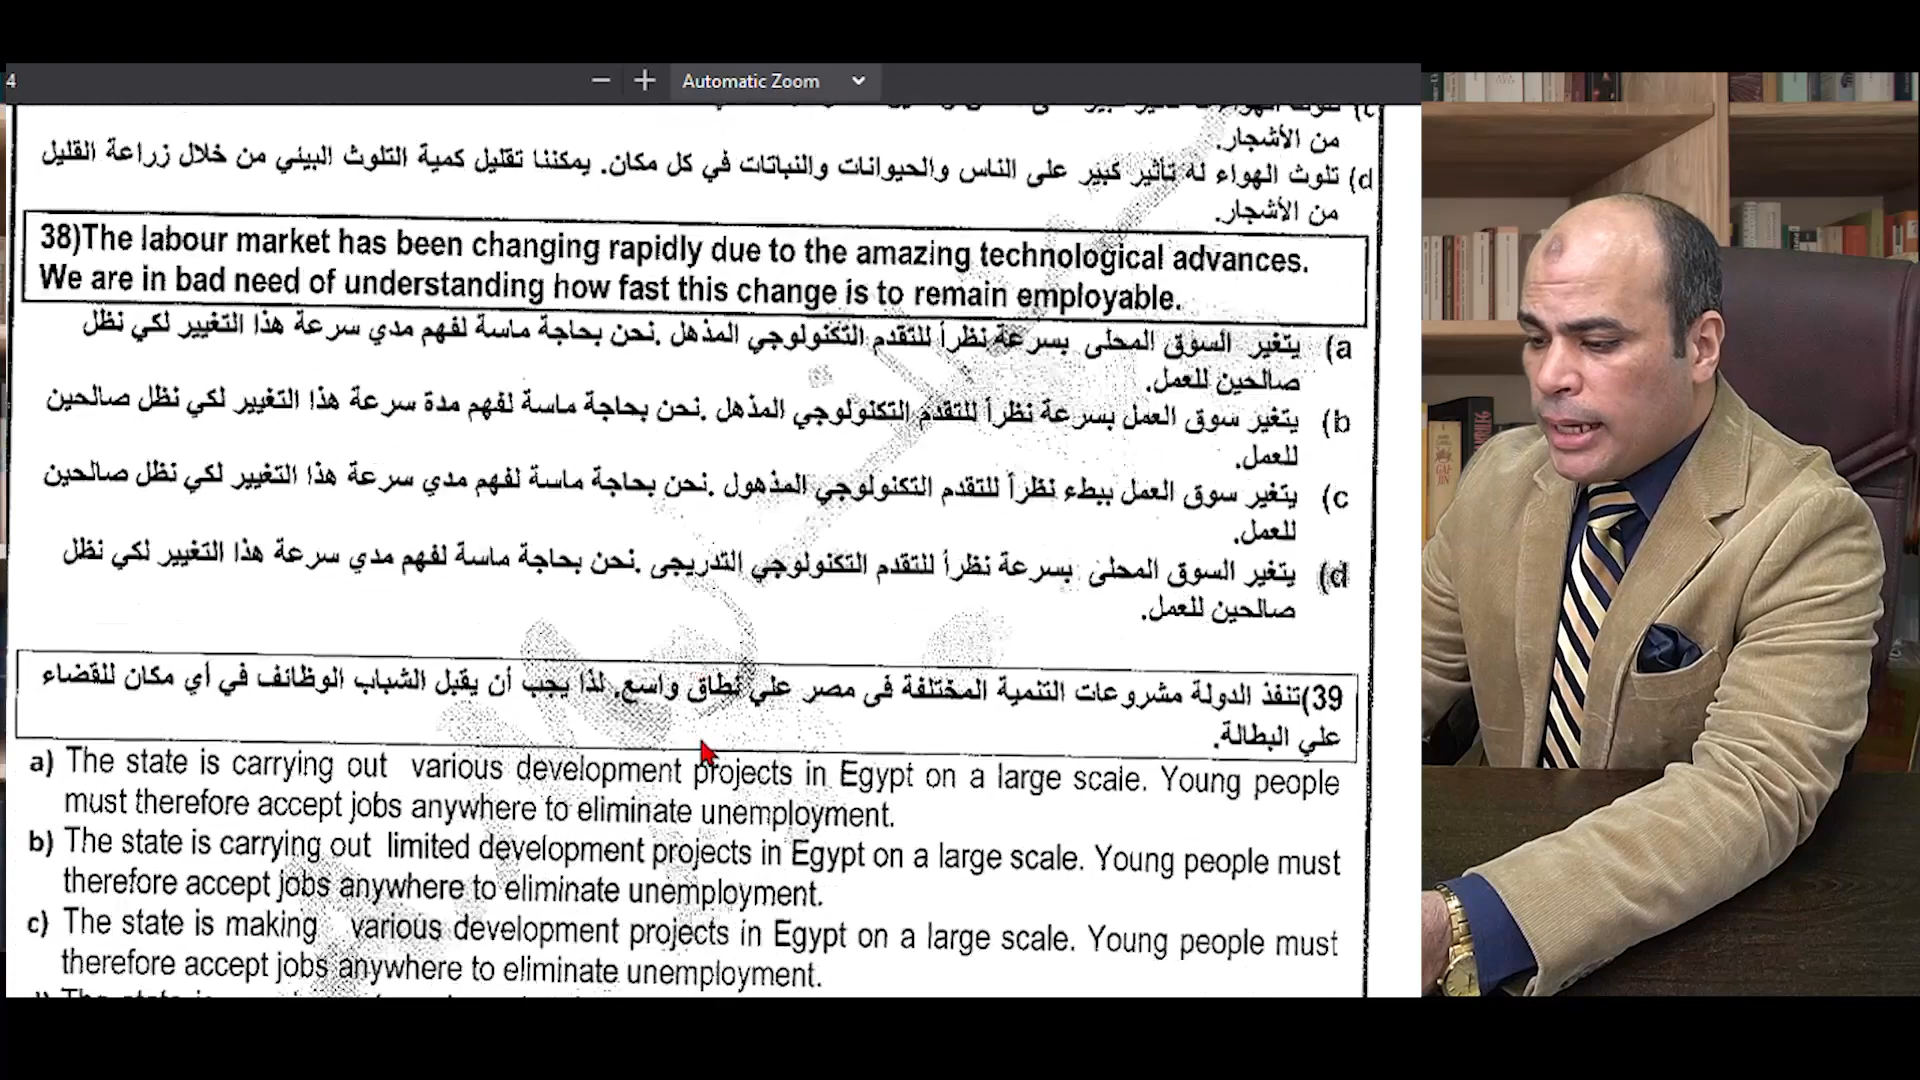 4
Automatic Zoom
من الأشجار.
d) تلوث الهواء له تأثير كبير على الناس والحيوانات والنباتات في كل مكان. يمكننا تقليل كمية التلوث البيئي من خلال زراعة القليل
من الأشجار.
38)The labour market has been changing rapidly due to the amazing technological advances.
We are in bad need of understanding how fast this change is to remain employable.
a) يتغير السوق المحلى بسرعة نظراً للتقدم التكنولوجي المذهل .نحن بحاجة ماسة لفهم مدي سرعة هذا التغيير لكي نظل
صالحين للعمل.
b) يتغير سوق العمل بسرعة نظراً للتقدم التكنولوجي المذهل .نحن بحاجة ماسة لفهم مدة سرعة هذا التغيير لكي نظل صالحين
للعمل.
c) يتغير سوق العمل ببطء نظراً للتقدم التكنولوجي المذهول .نحن بحاجة ماسة لفهم مدي سرعة هذا التغيير لكي نظل صالحين
للعمل.
d) يتغير السوق المحلى بسرعة نظراً للتقدم التكنولوجي التدريجى .نحن بحاجة ماسة لفهم مدي سرعة هذا التغيير لكي نظل
صالحين للعمل.
39)تنفذ الدولة مشروعات التنمية المختلفة فى مصر علي نطاق واسع. لذا يجب أن يقبل الشباب الوظائف في أي مكان للقضاء
علي البطالة.
a) The state is carrying out various development projects in Egypt on a large scale. Young people
must therefore accept jobs anywhere to eliminate unemployment.
b) The state is carrying out limited development projects in Egypt on a large scale. Young people must
therefore accept jobs anywhere to eliminate unemployment.
c) The state is making various development projects in Egypt on a large scale. Young people must
therefore accept jobs anywhere to eliminate unemployment.